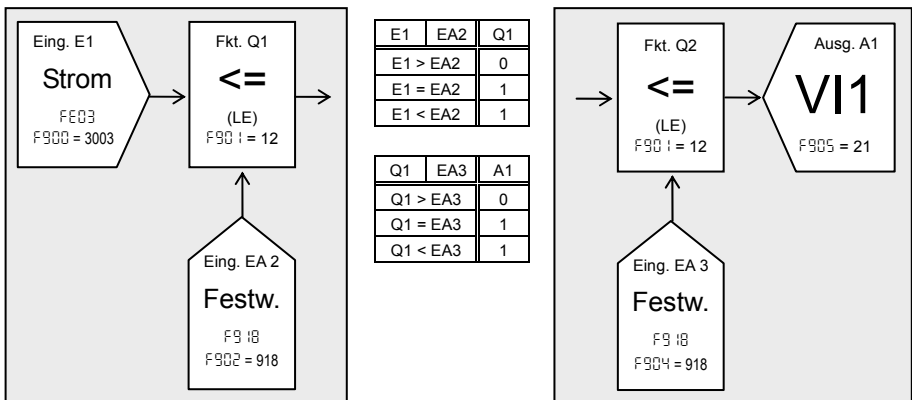 Eing. E1
Strom
FE03
F900 = 3003
Fkt. Q1
<=
(LE)
F901 = 12
Eing. EA 2
Festw.
F918
F902 = 918
E1 EA2 Q1
E1 > EA2 0
E1 = EA2 1
E1 < EA2 1
Q1 EA3 A1
Q1 > EA3 0
Q1 = EA3 1
Q1 < EA3 1
Fkt. Q2
<=
(LE)
F901 = 12
Ausg. A1
VI1
F905 = 21
Eing. EA 3
Festw.
F918
F904 = 918